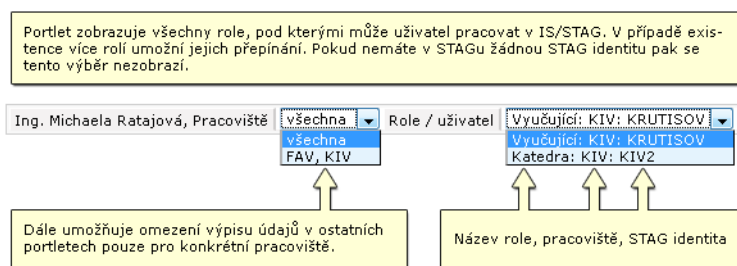 Portlet zobrazuje všechny role, pod kterými může uživatel pracovat v IS/STAG. V případě exis-
tence více rolí umožní jejich přepínání. Pokud nemáte v STAGu žádnou STAG identitu pak se
tento výběr nezobrazí.
Ing. Michaela Ratajová, Pracoviště všechna Role / uživatel Vyučující: KIV: KRUTISOV
všechna Vyučující: KIV: KRUTISOV
FAV, KIV Katedra: KIV: KIV2
Dále umožňuje omezení výpisu údajů v ostatních
portletech pouze pro konkrétní pracoviště.
Název role, pracoviště, STAG identita